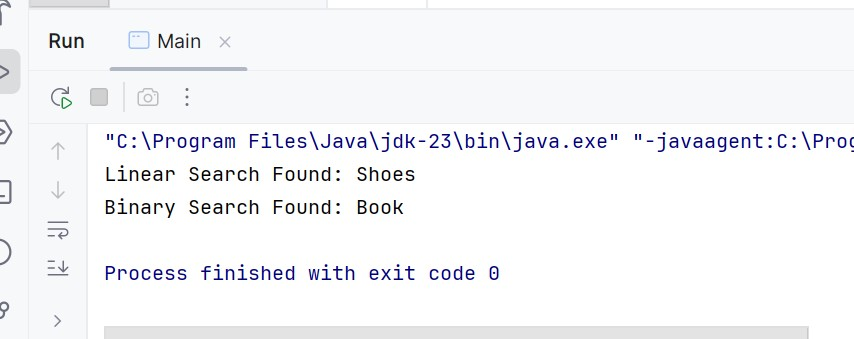 Run Main
"C:\Program Files\Java\jdk-23\bin\java.exe" "-javaagent:C:\Prog
Linear Search Found: Shoes
Binary Search Found: Book
Process finished with exit code 0